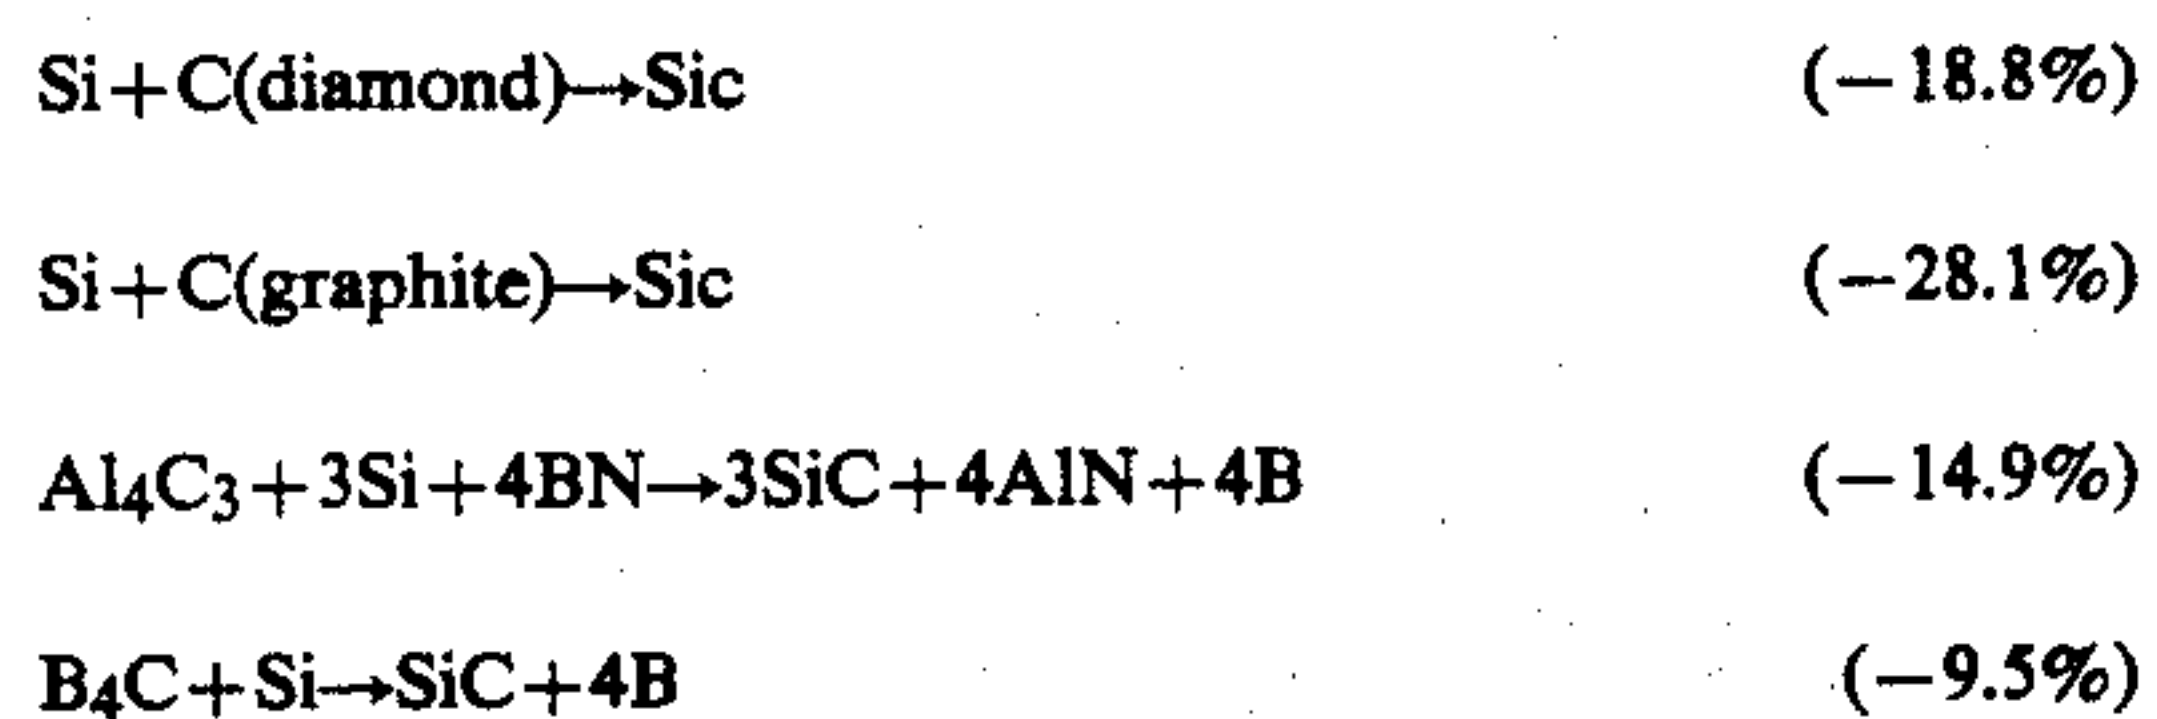 Si+C(diamond)→Sic (−18.8%)
Si+C(graphite)→Sic (−28.1%)
Al₄C₃+3Si+4BN→3SiC+4AlN+4B (−14.9%)
B₄C+Si→SiC+4B (−9.5%)